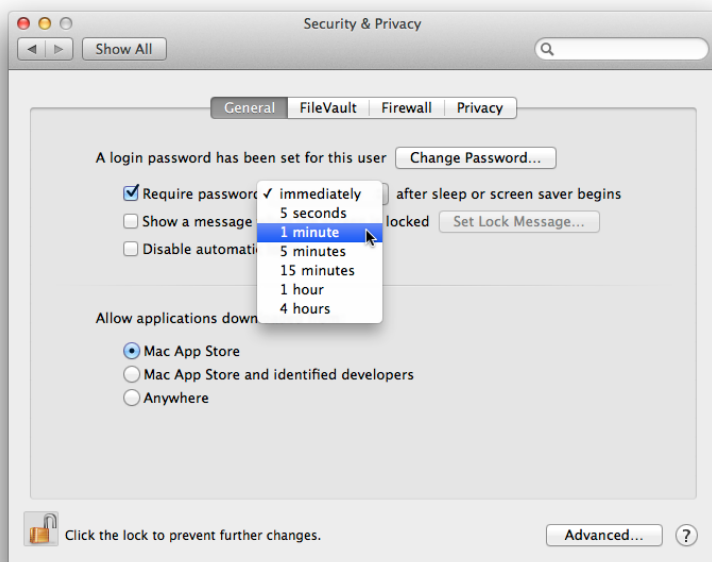 Security & Privacy
Show All
General FileVault Firewall Privacy
A login password has been set for this user Change Password...
Require password ✓ immediately after sleep or screen saver begins
5 seconds
Show a message locked Set Lock Message...
1 minute
Disable
5 minutes
15 minutes
1 hour
4 hours
Allow applications
Mac App Store
Mac App Store and identified developers
Anywhere
Click the lock to prevent further changes. Advanced... ?